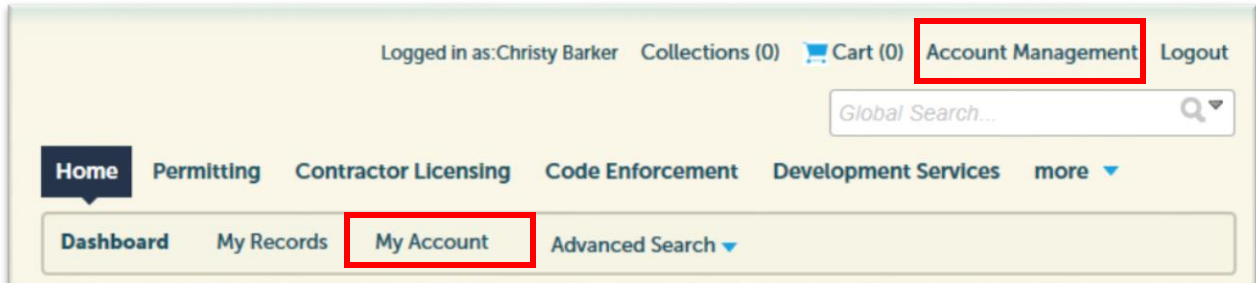 Logged in as:Christy Barker Collections (0) Cart (0) Account Management Logout
Global Search...
Home Permitting Contractor Licensing Code Enforcement Development Services more
Dashboard My Records My Account Advanced Search